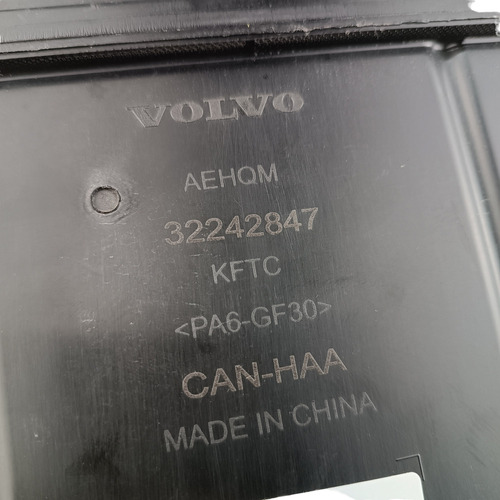 VOLVO
AEHQM
32242847
KFTC
<PA6-GF30>
CAN-HAA
MADE IN CHINA